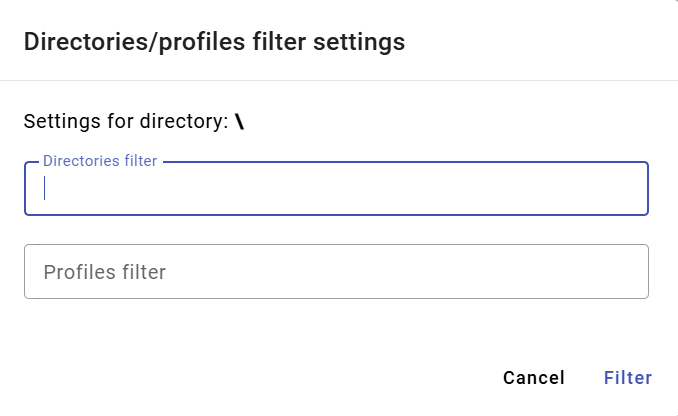 Directories/profiles filter settings
Settings for directory: \
Directories filter
Profiles filter
Cancel Filter